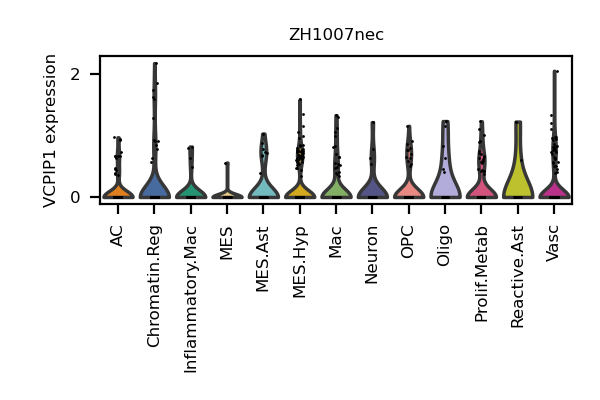 ZH1007nec
VCPIP1 expression
2
0
AC
Chromatin.Reg
Inflammatory.Mac
MES
MES.Ast
MES.Hyp
Mac
Neuron
OPC
Oligo
Prolif.Metab
Reactive.Ast
Vasc